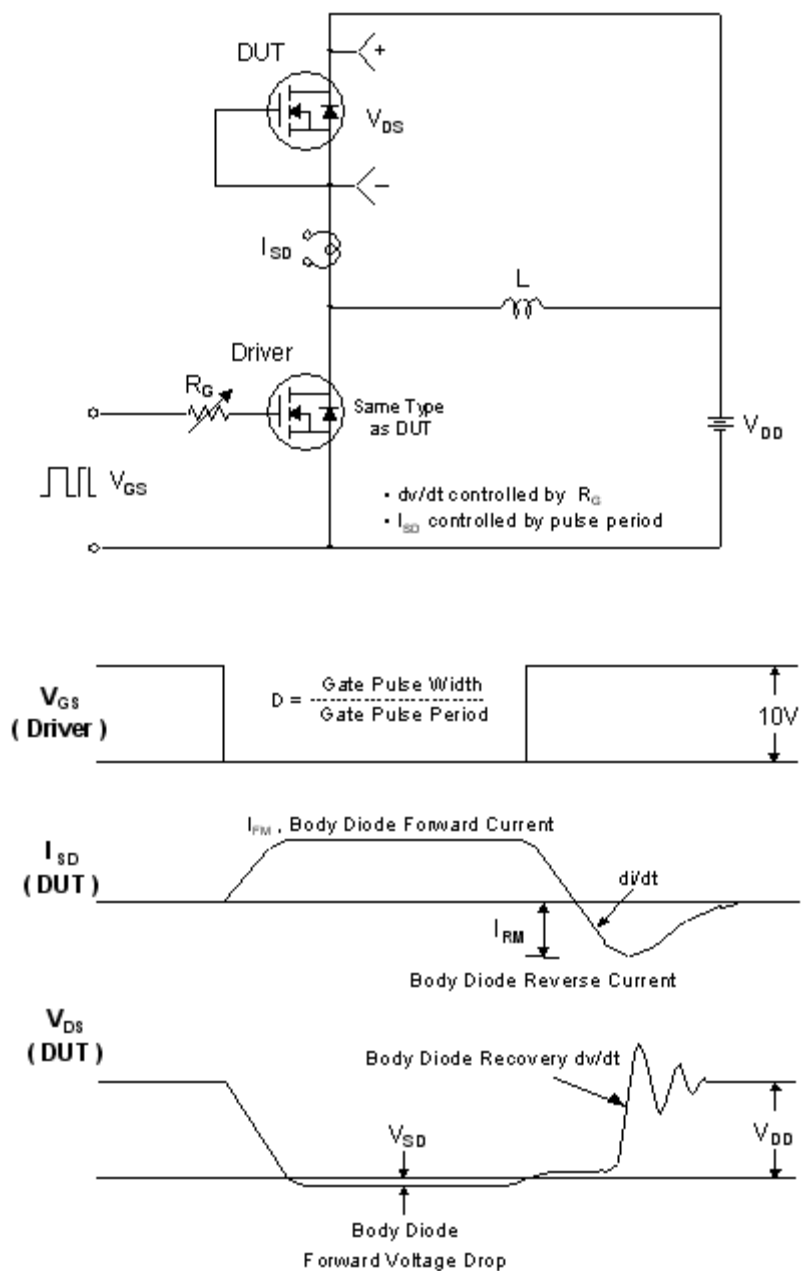 DUT
+
V_DS
−
I_SD
L
Driver
R_G
Same Type
as DUT
V_DD
V_GS
• dv/dt controlled by R_G
• I_SD controlled by pulse period
V_GS
( Driver )
D = Gate Pulse Width
Gate Pulse Period
10V
I_FM , Body Diode Forward Current
I_SD
( DUT )
di/dt
I_RM
Body Diode Reverse Current
V_DS
( DUT )
Body Diode Recovery dv/dt
V_SD
V_DD
Body Diode
Forward Voltage Drop